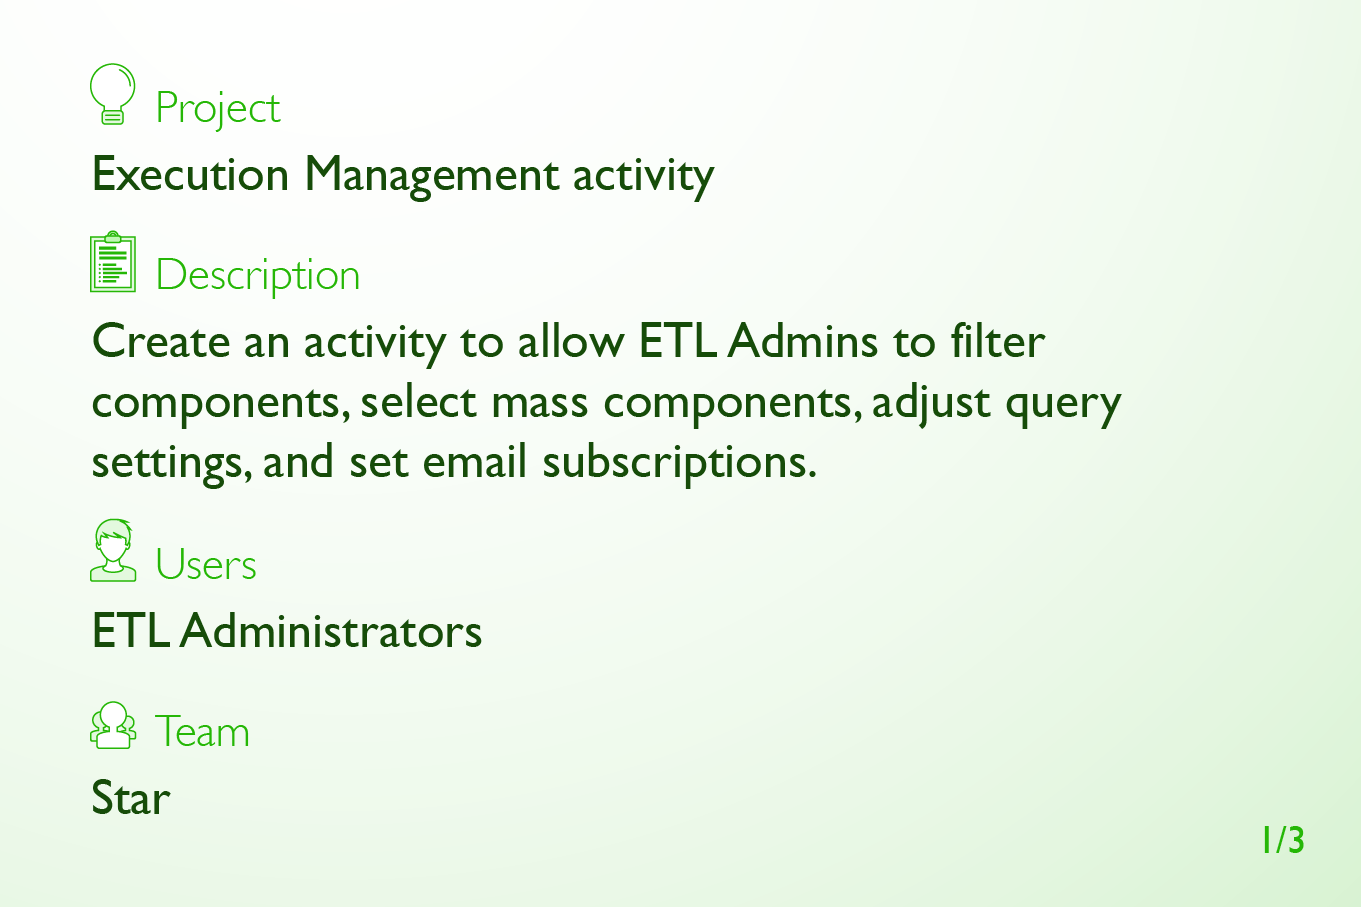 Project
Execution Management activity
Description
Create an activity to allow ETL Admins to filter
components, select mass components, adjust query
settings, and set email subscriptions.
Users
ETL Administrators
Team
Star
1/3